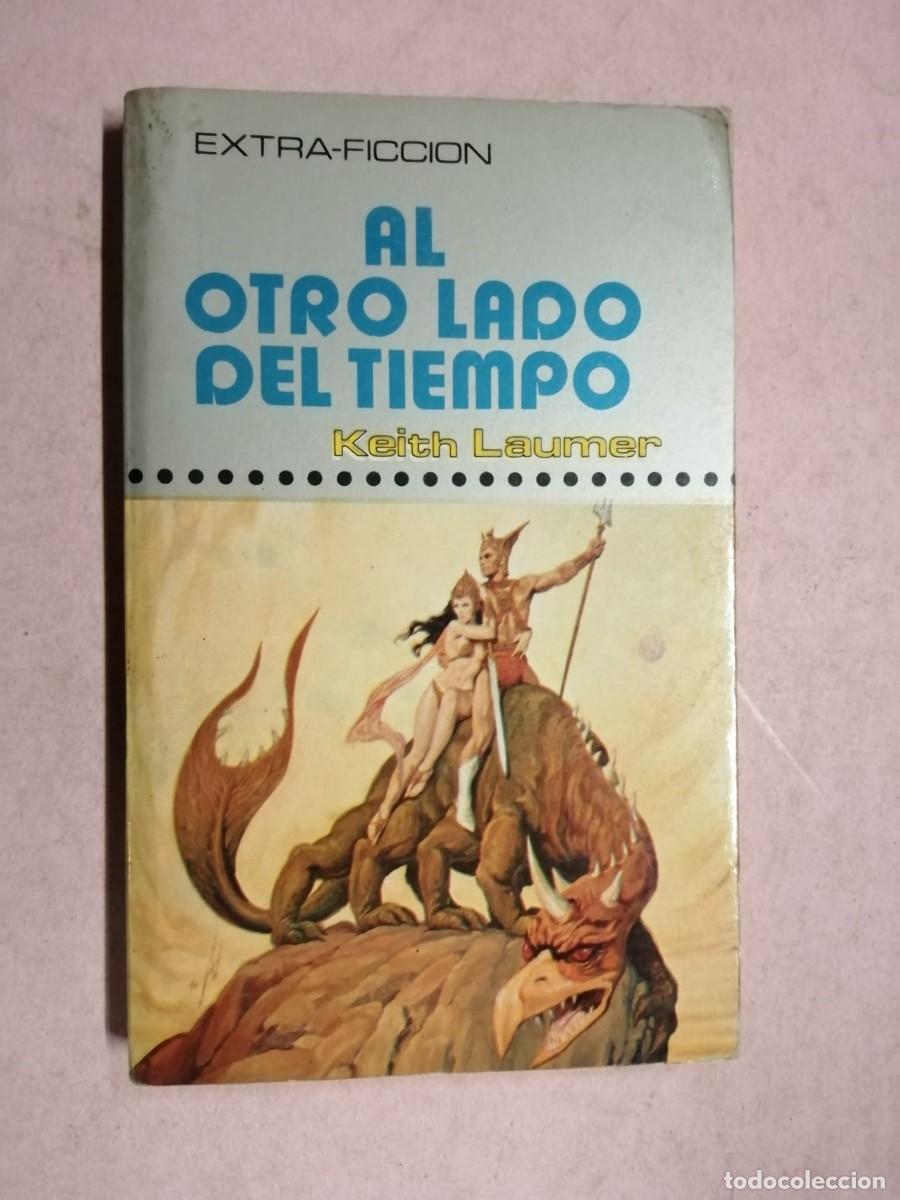 EXTRA-FICCION
AL
OTRO LADO
DEL TIEMPO
Keith Laumer
todocoleccion